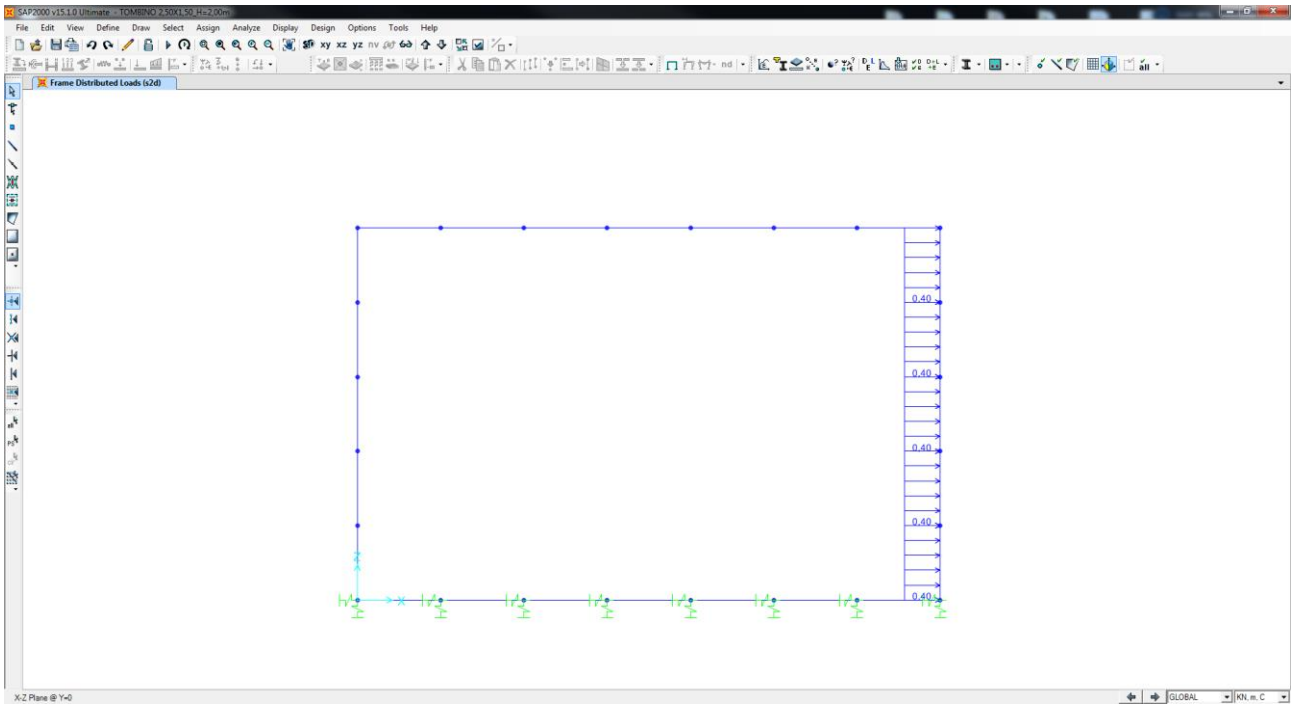 SAP2000 v15.1.0 Ultimate - TOMBINO 2,50X1,50_H=2,00m
File Edit View Define Draw Select Assign Analyze Display Design Options Tools Help
xy xz yz nv
nd
all
Frame Distributed Loads (s2d)
0,40
0,40
0,40
0,40
0,40
Z
X
X-Z Plane @ Y=0
GLOBAL
KN, m, C